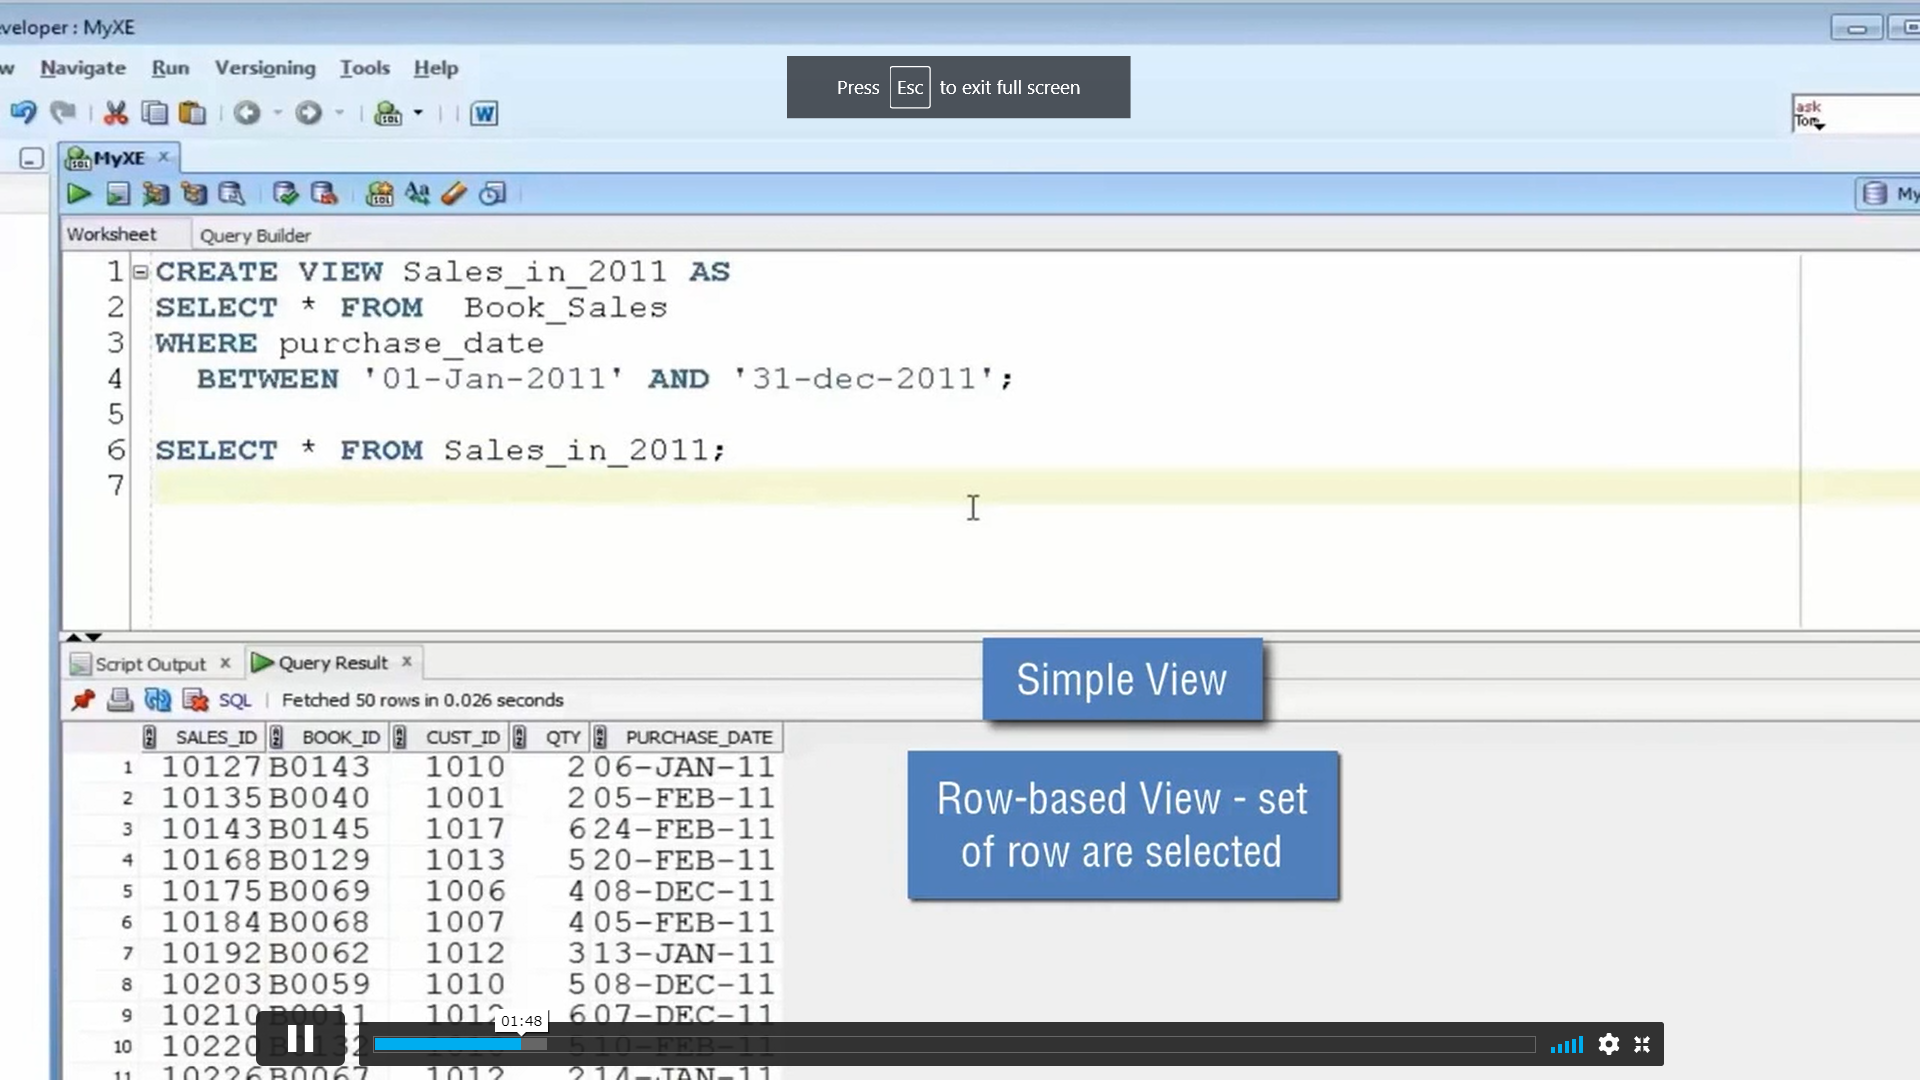 eveloper : MyXE
w Navigate Run Versioning Tools Help
Press Esc to exit full screen
ask
Tom
MyXE
My
Worksheet Query Builder
1 CREATE VIEW Sales_in_2011 AS
2 SELECT * FROM Book_Sales
3 WHERE purchase_date
4 BETWEEN '01-Jan-2011' AND '31-dec-2011';
5
6 SELECT * FROM Sales_in_2011;
7
Script Output Query Result
SQL Fetched 50 rows in 0.026 seconds
Simple View
SALES_ID BOOK_ID CUST_ID QTY PURCHASE_DATE
1 10127 B0143 1010 2 06-JAN-11
2 10135 B0040 1001 2 05-FEB-11
3 10143 B0145 1017 6 24-FEB-11
4 10168 B0129 1013 5 20-FEB-11
5 10175 B0069 1006 4 08-DEC-11
6 10184 B0068 1007 4 05-FEB-11
7 10192 B0062 1012 3 13-JAN-11
8 10203 B0059 1010 5 08-DEC-11
9 10210 B0011 6 07-DEC-11
10 10220 5 10-FEB-11
11 10226 B0067 1012 2 14-JAN-11
Row-based View - set
of row are selected
01:48